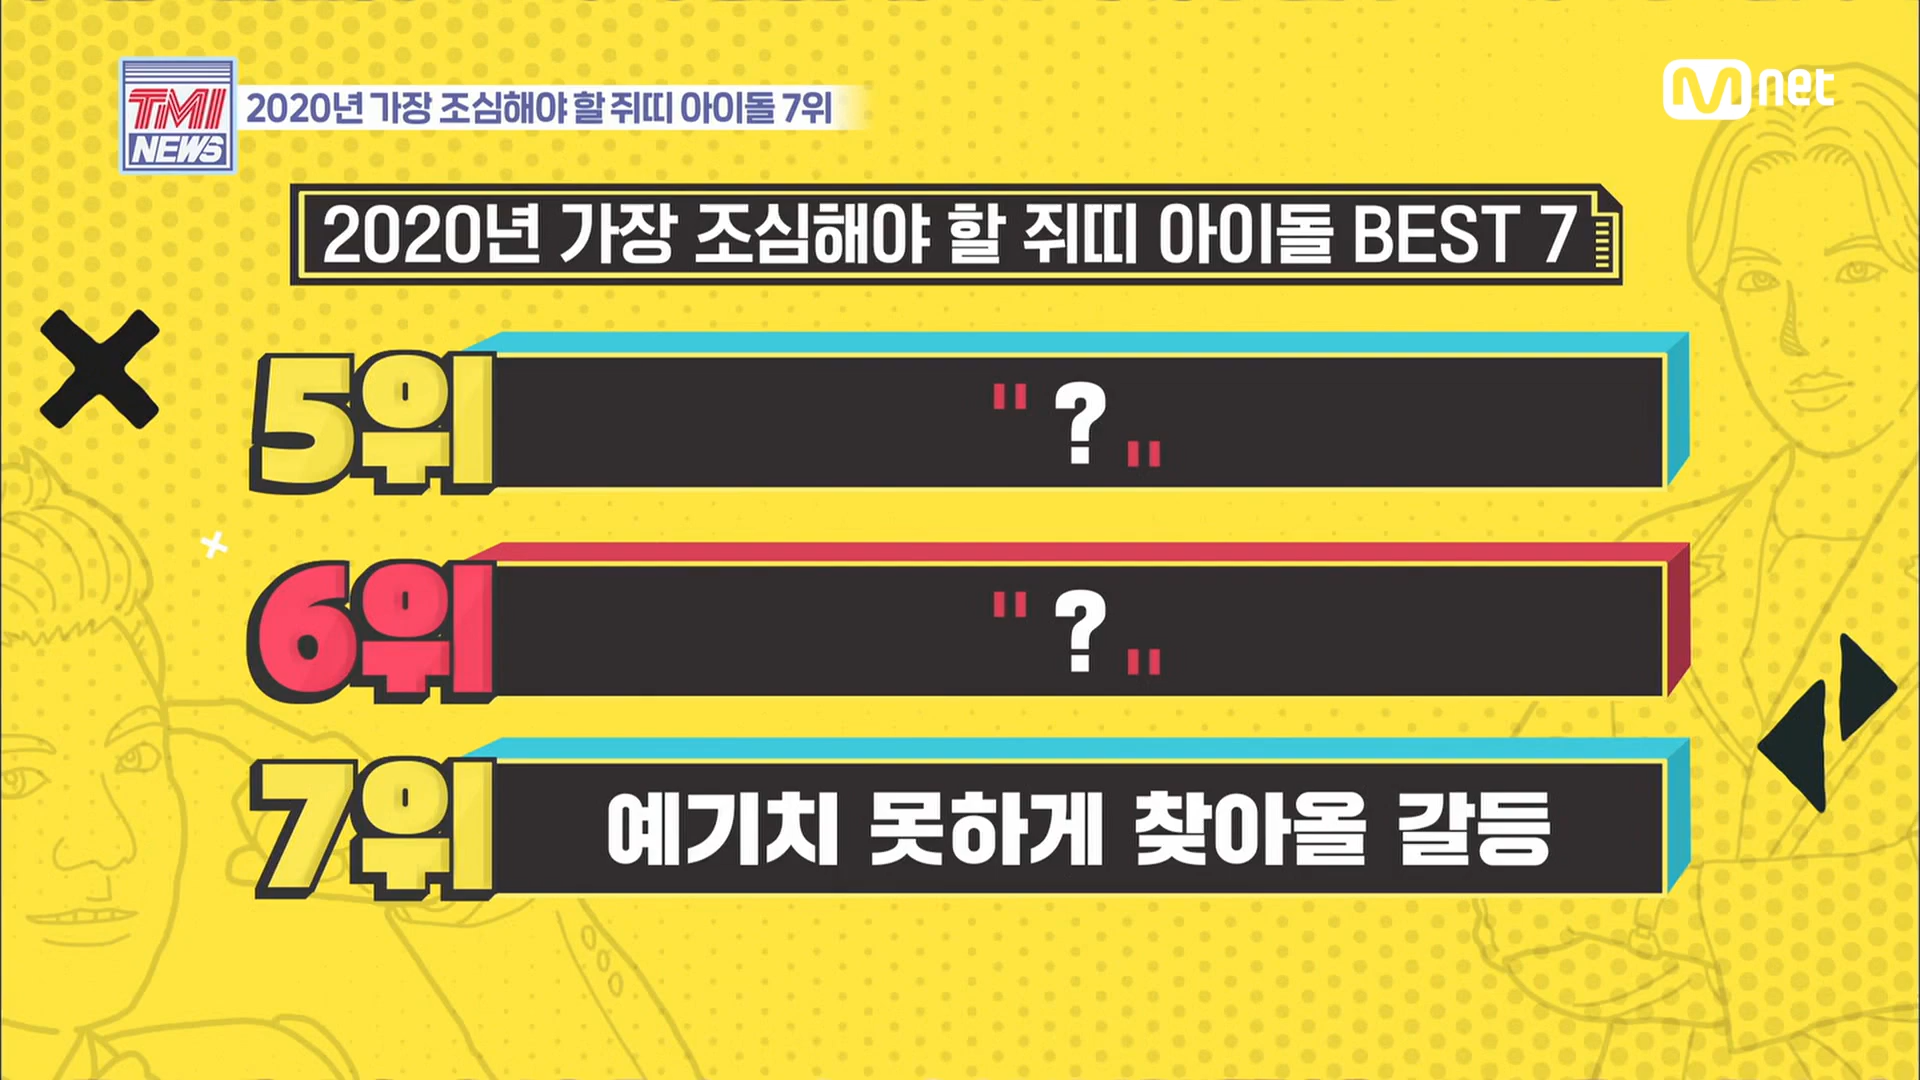 TMI
NEWS
2020년 가장 조심해야 할 쥐띠 아이돌 7위
Mnet
2020년 가장 조심해야 할 쥐띠 아이돌 BEST 7
5위 " ? "
6위 " ? "
7위 예기치 못하게 찾아올 갈등